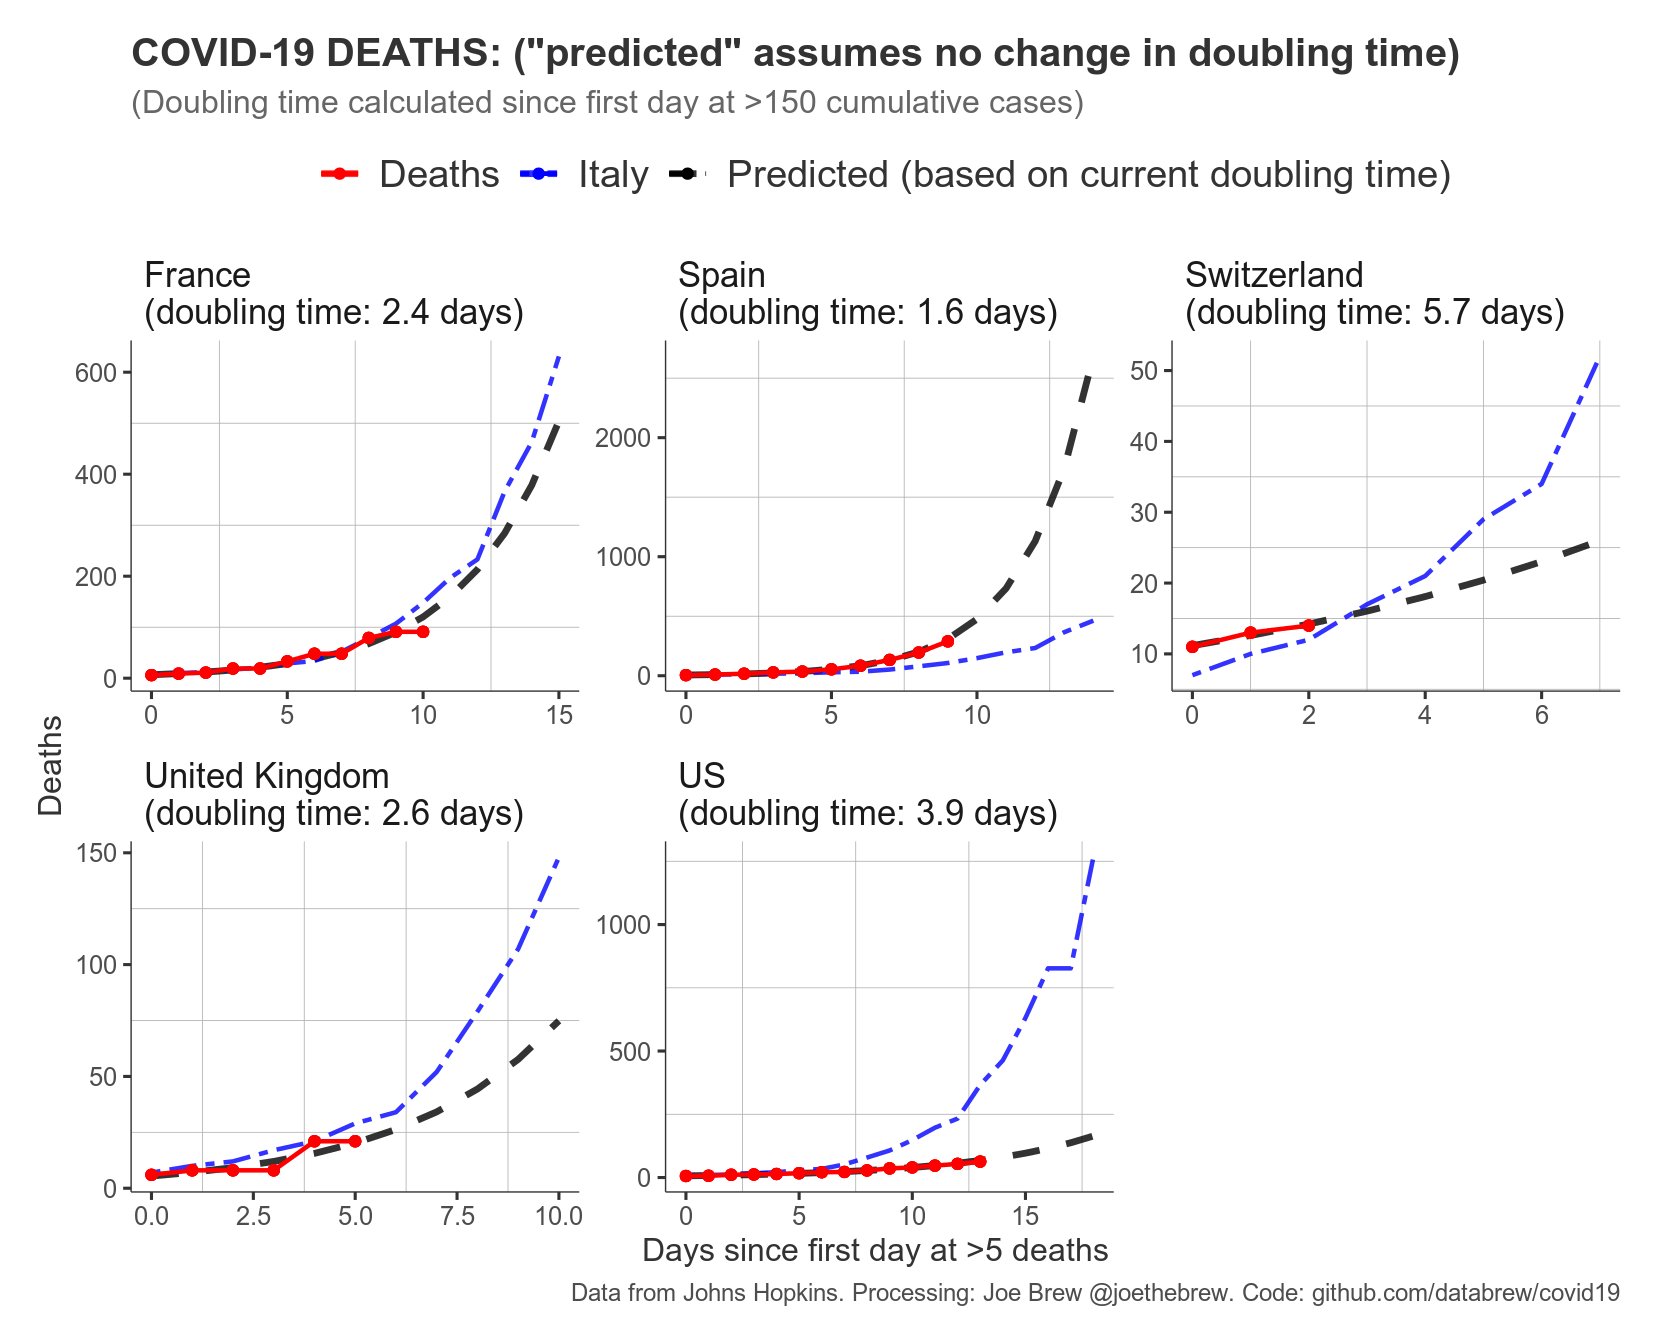 COVID-19 DEATHS: ("predicted" assumes no change in doubling time)
(Doubling time calculated since first day at >150 cumulative cases)
Deaths Italy Predicted (based on current doubling time)
France
(doubling time: 2.4 days)
600
400
200
0
0 5 10 15
Spain
(doubling time: 1.6 days)
2000
1000
0
0 5 10
Switzerland
(doubling time: 5.7 days)
50
40
30
20
10
0 2 4 6
Deaths
United Kingdom
(doubling time: 2.6 days)
150
100
50
0
0.0 2.5 5.0 7.5 10.0
US
(doubling time: 3.9 days)
1000
500
0
0 5 10 15
Days since first day at >5 deaths
Data from Johns Hopkins. Processing: Joe Brew @joethebrew. Code: github.com/databrew/covid19